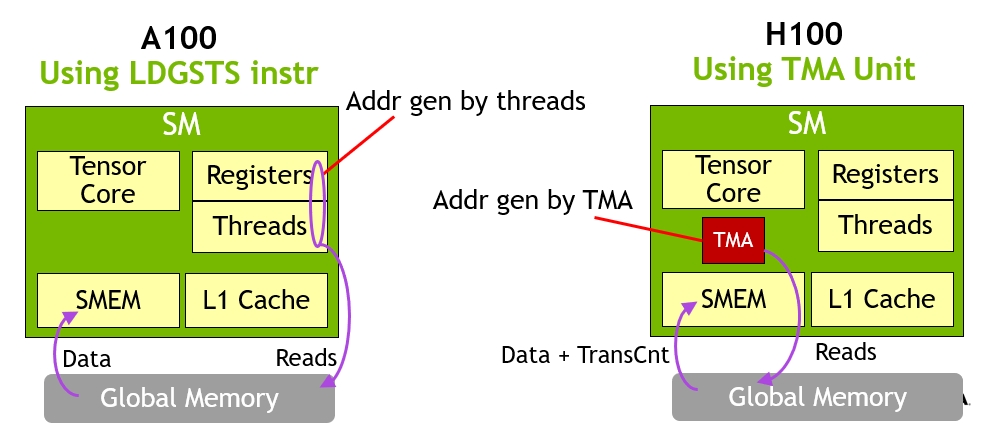 A100
Using LDGSTS instr
Addr gen by threads
SM
Tensor
Core
Registers
Threads
SMEM
L1 Cache
Data
Reads
Global Memory
H100
Using TMA Unit
Addr gen by TMA
SM
Tensor
Core
Registers
TMA
Threads
SMEM
L1 Cache
Data + TransCnt
Reads
Global Memory